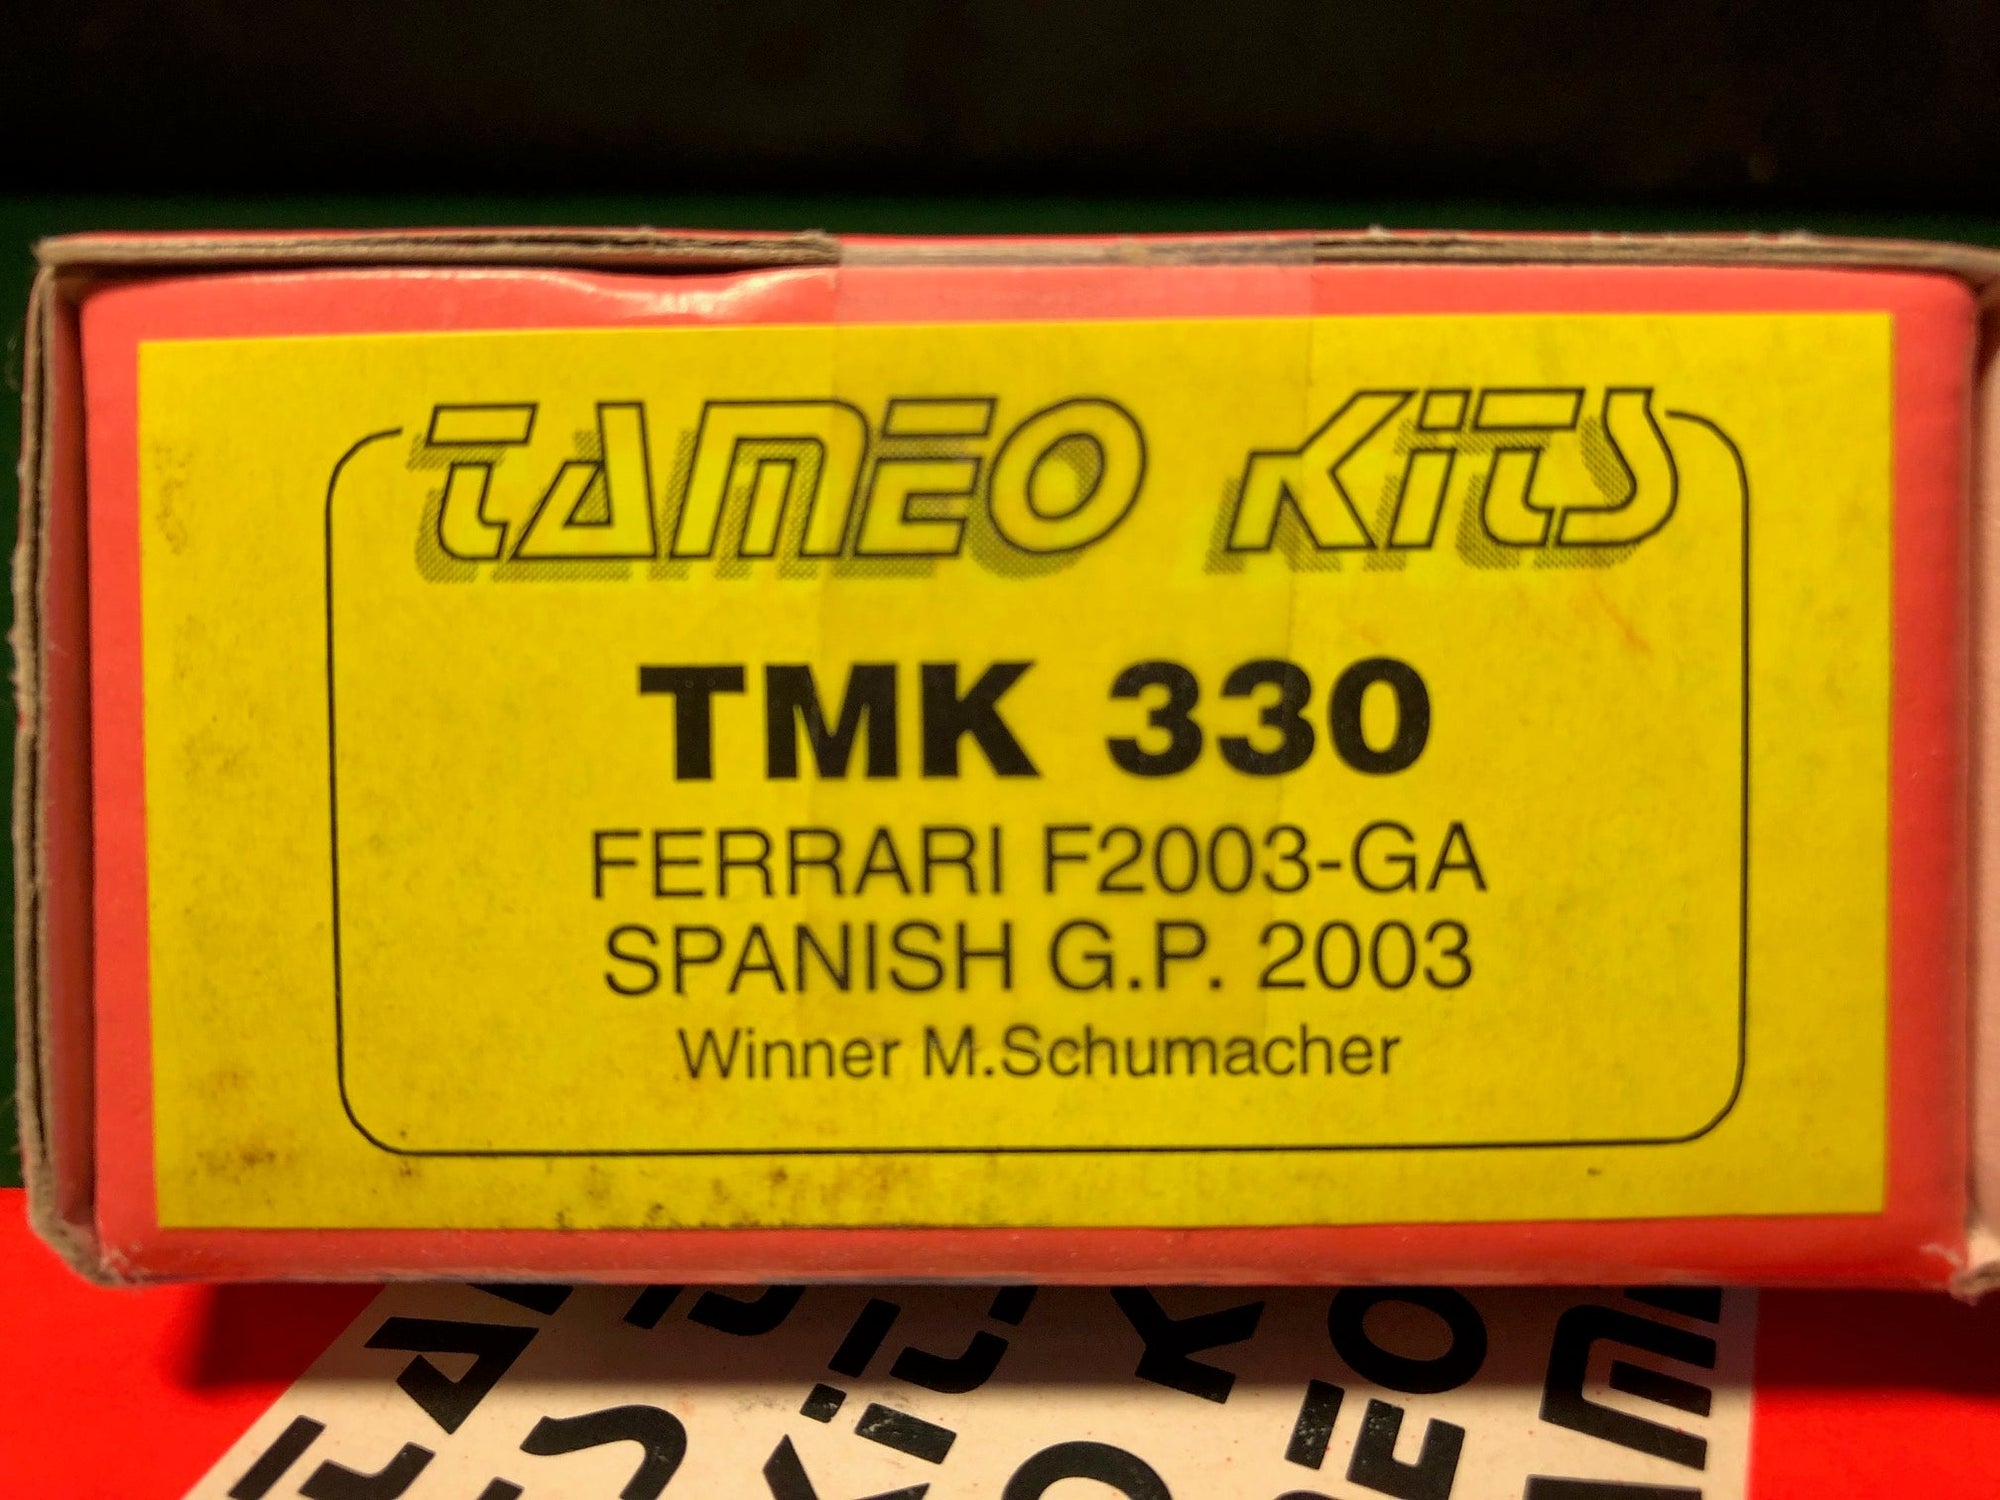 TAMEO KITS
TMK 330
FERRARI F2003-GA
SPANISH G.P. 2003
Winner M.Schumacher